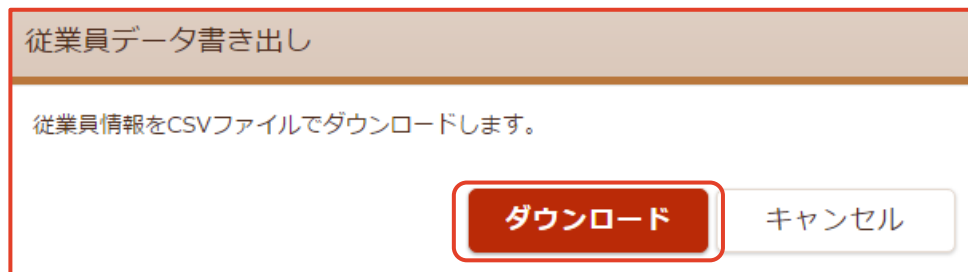 従業員データ書き出し
従業員情報をCSVファイルでダウンロードします。
ダウンロード キャンセル